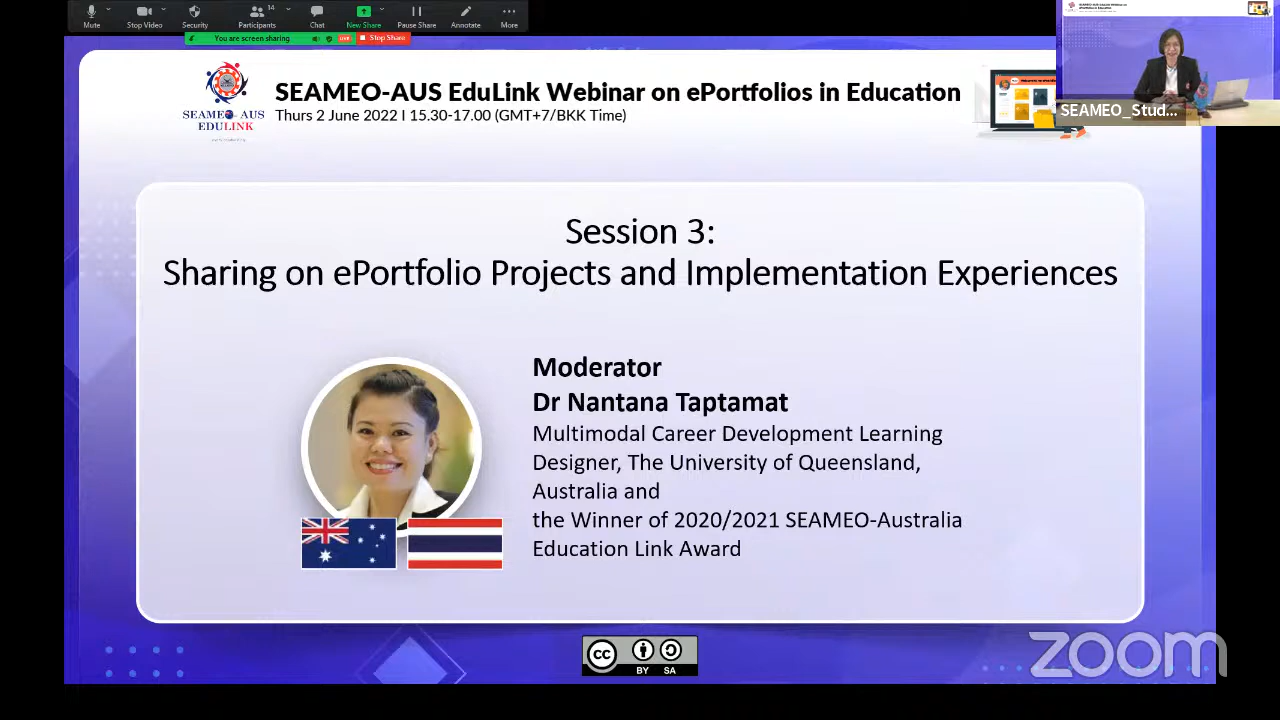 Mute
Stop Video
Security
Participants
14
Chat
New Share
Pause Share
Annotate
More
You are screen sharing
LIVE
Stop Share
SEAMEO_Stud...
SEAMEO-AUS
EDULINK
SEAMEO-AUS EduLink Webinar on ePortfolios in Education
Thurs 2 June 2022 I 15.30-17.00 (GMT+7/BKK Time)
Session 3:
Sharing on ePortfolio Projects and Implementation Experiences
Moderator
Dr Nantana Taptamat
Multimodal Career Development Learning
Designer, The University of Queensland,
Australia and
the Winner of 2020/2021 SEAMEO-Australia
Education Link Award
cc
BY SA
zoom